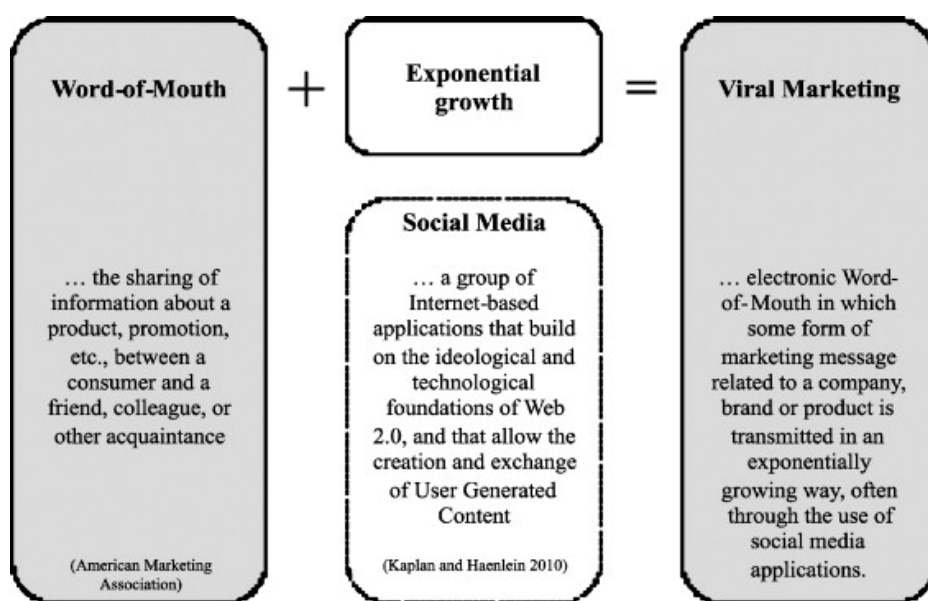 Word-of-Mouth
… the sharing of
information about a
product, promotion,
etc., between a
consumer and a
friend, colleague, or
other acquaintance
(American Marketing
Association)
+
Exponential
growth
Social Media
… a group of
Internet-based
applications that build
on the ideological and
technological
foundations of Web
2.0, and that allow the
creation and exchange
of User Generated
Content
(Kaplan and Haenlein 2010)
=
Viral Marketing
… electronic Word-
of-Mouth in which
some form of
marketing message
related to a company,
brand or product is
transmitted in an
exponentially
growing way, often
through the use of
social media
applications.